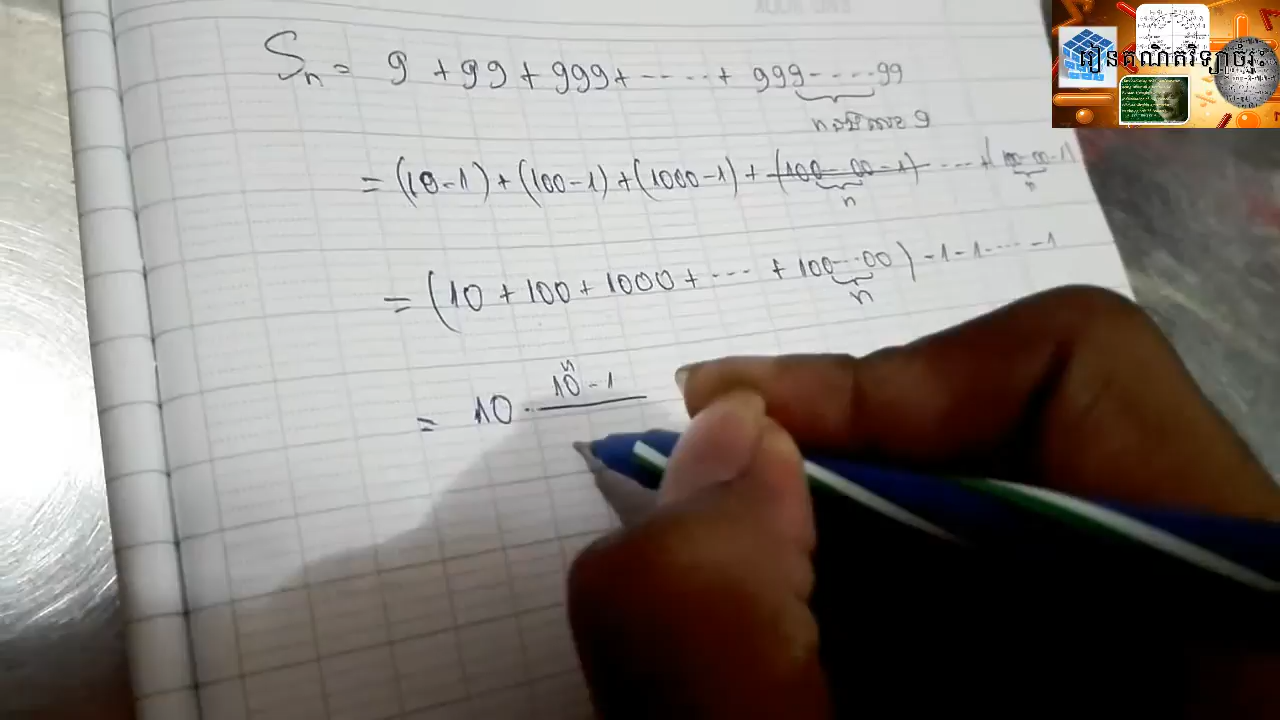 រៀនគណិតវិទ្យាចំរុះ
Sn = 9 + 99 + 999 + ---- + 999-----99
n 9
= (10-1) + (100-1) + (1000-1) + (100--00-1) ---- + (100-00-1)
n n
= (10 + 100 + 1000 + --- + 100---00) -1-1----- -1
n
= 10 · 10ⁿ - 1